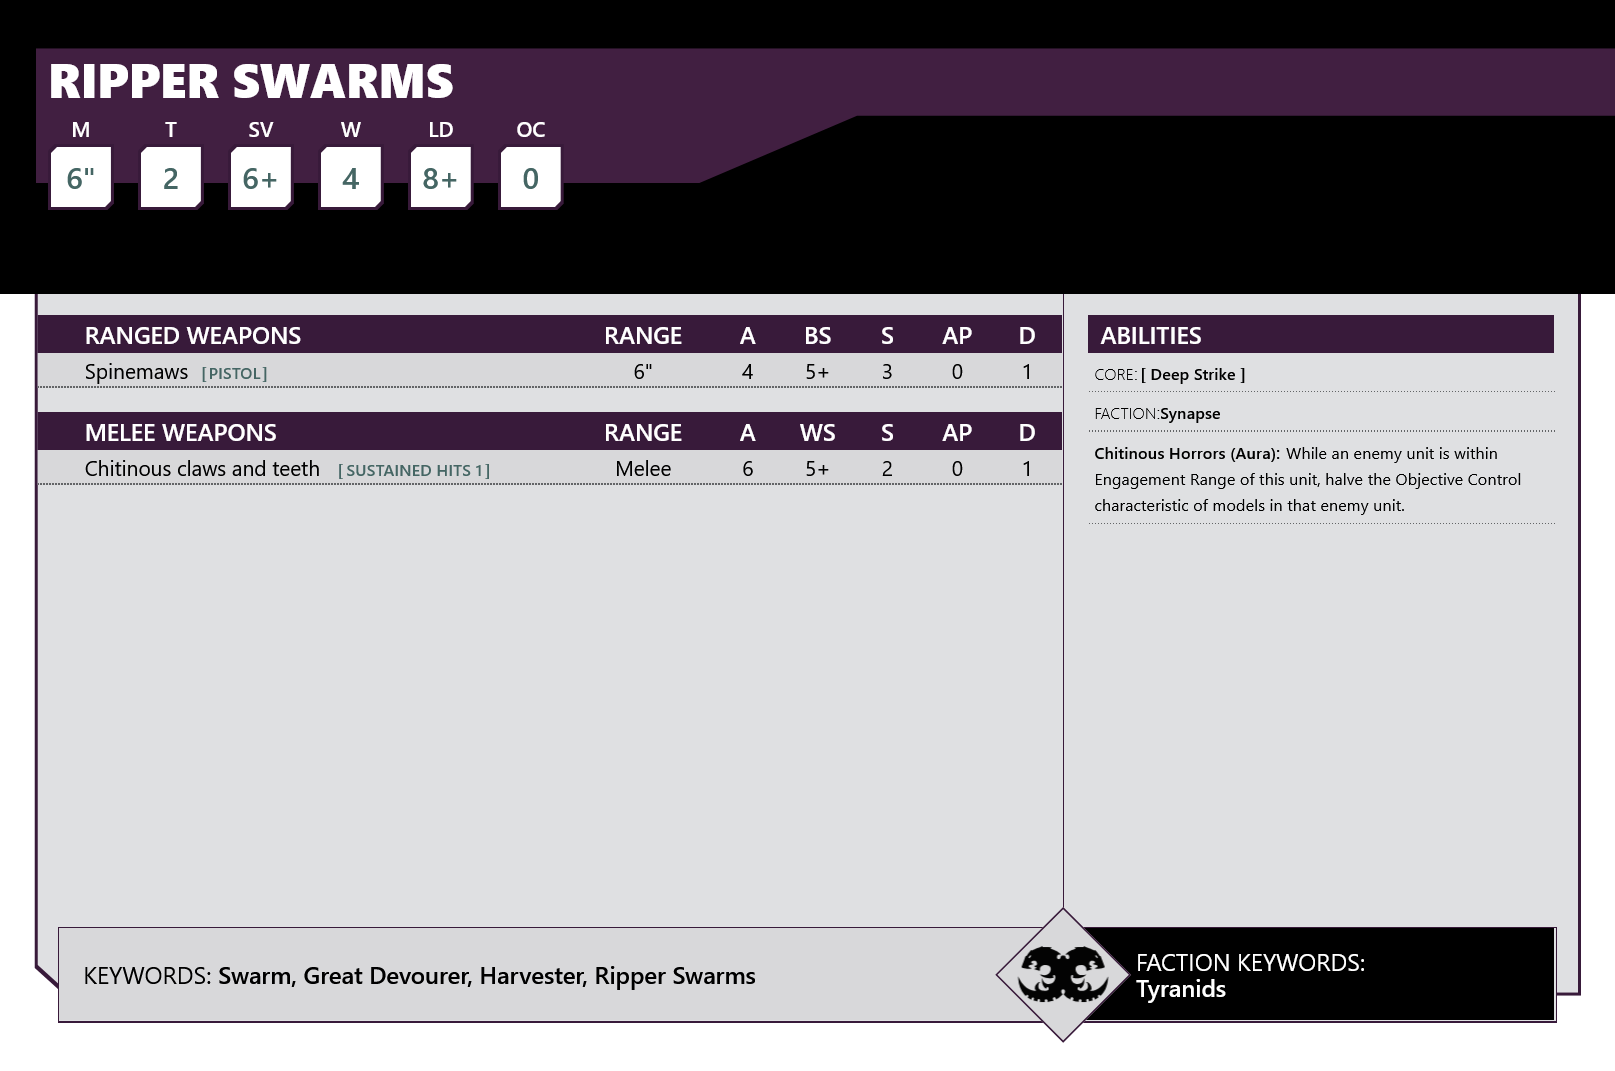 RIPPER SWARMS
M T SV W LD OC
6" 2 6+ 4 8+ 0
RANGED WEAPONS RANGE A BS S AP D
Spinemaws [PISTOL] 6" 4 5+ 3 0 1
MELEE WEAPONS RANGE A WS S AP D
Chitinous claws and teeth [SUSTAINED HITS 1] Melee 6 5+ 2 0 1
ABILITIES
CORE: [ Deep Strike ]
FACTION:Synapse
Chitinous Horrors (Aura): While an enemy unit is within
Engagement Range of this unit, halve the Objective Control
characteristic of models in that enemy unit.
KEYWORDS: Swarm, Great Devourer, Harvester, Ripper Swarms
FACTION KEYWORDS:
Tyranids